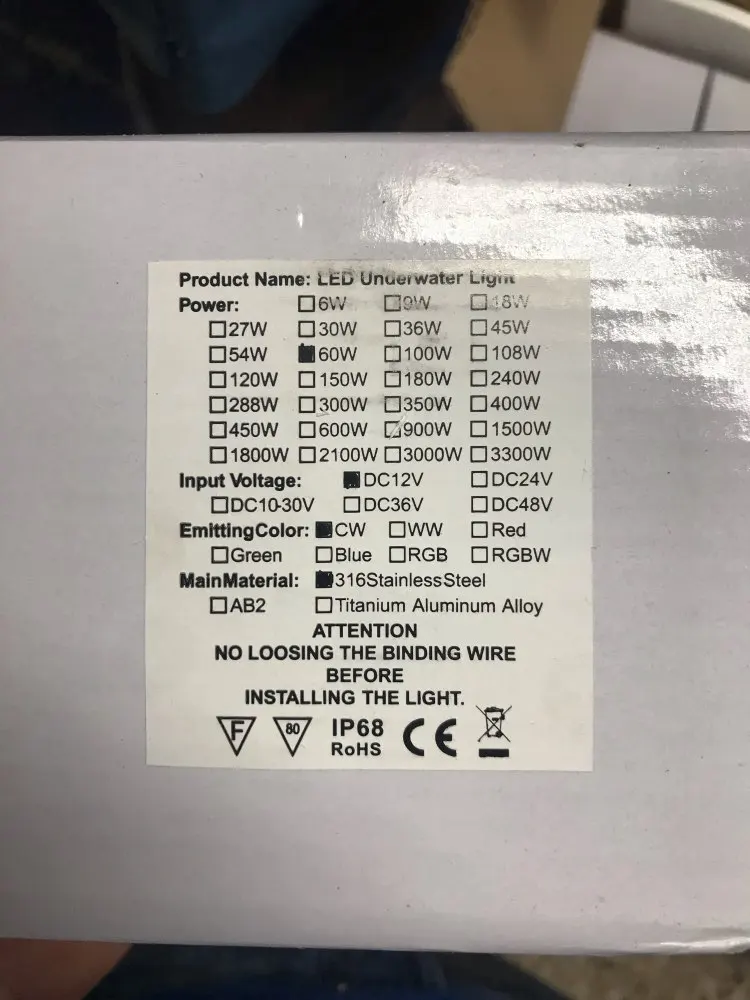 Product Name: LED Underwater Light
Power: ☐6W ☐9W ☐18W
☐27W ☐30W ☐36W ☐45W
☐54W ■60W ☐100W ☐108W
☐120W ☐150W ☐180W ☐240W
☐288W ☐300W ☐350W ☐400W
☐450W ☐600W ☐900W ☐1500W
☐1800W ☐2100W ☐3000W ☐3300W
Input Voltage: ■DC12V ☐DC24V
☐DC10-30V ☐DC36V ☐DC48V
EmittingColor: ■CW ☐WW ☐Red
☐Green ☐Blue ☐RGB ☐RGBW
MainMaterial: ■316StainlessSteel
☐AB2 ☐Titanium Aluminum Alloy
ATTENTION
NO LOOSING THE BINDING WIRE
BEFORE
INSTALLING THE LIGHT.
F 80 IP68 CE
RoHS